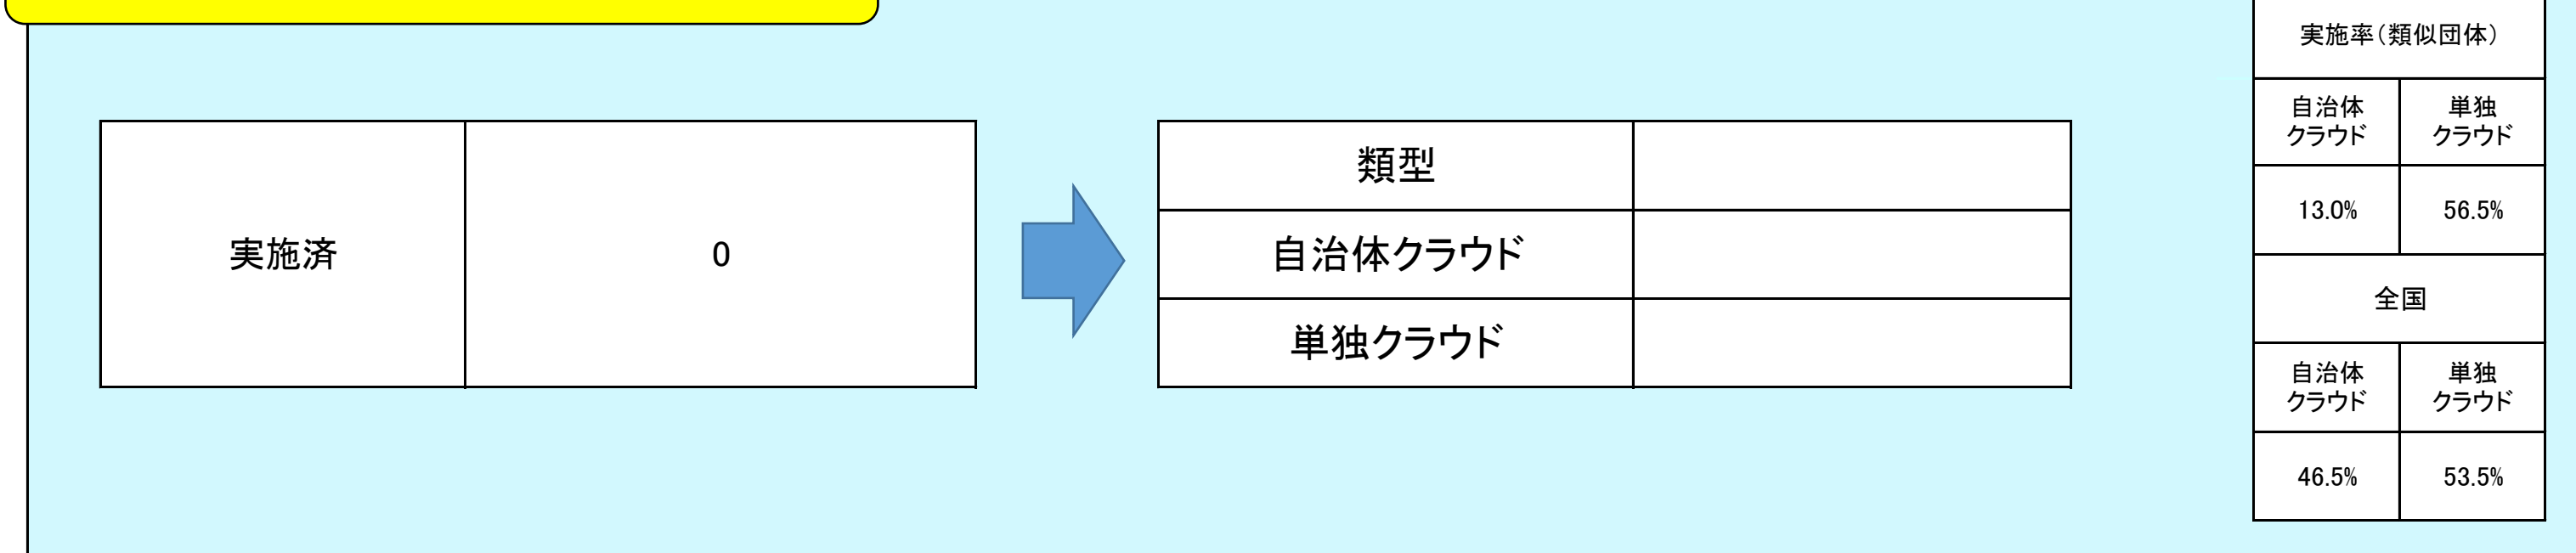 実施済
0
類型
自治体クラウド
単独クラウド
実施率(類似団体)
自治体
クラウド
単独
クラウド
13.0%
56.5%
全国
自治体
クラウド
単独
クラウド
46.5%
53.5%